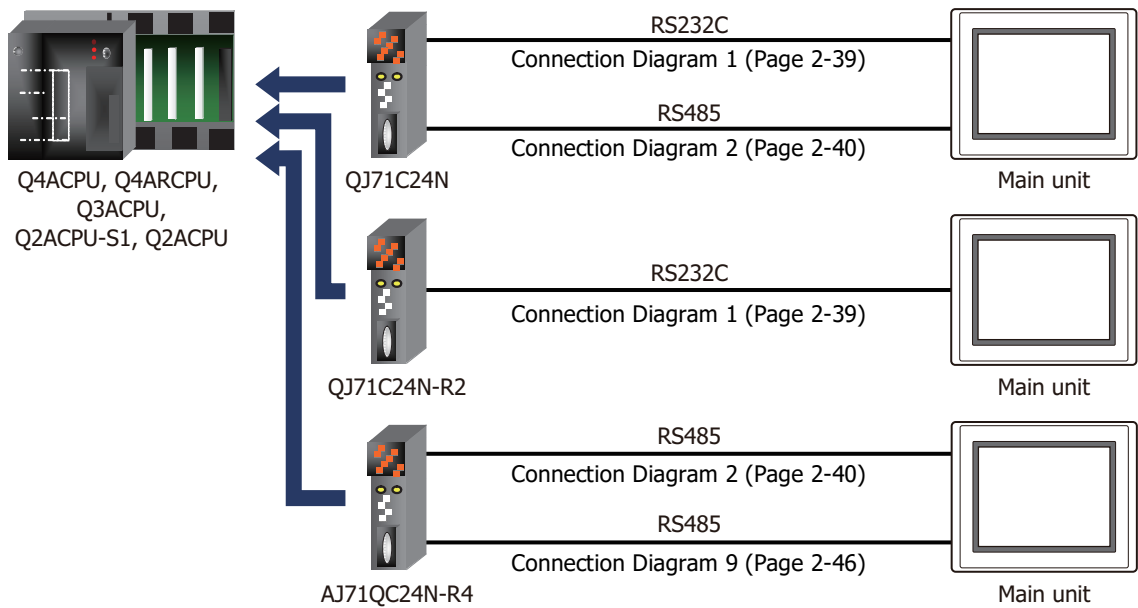 RS232C
Connection Diagram 1 (Page 2-39)
RS485
Connection Diagram 2 (Page 2-40)
Q4ACPU, Q4ARCPU,
Q3ACPU,
Q2ACPU-S1, Q2ACPU
QJ71C24N
Main unit
RS232C
Connection Diagram 1 (Page 2-39)
QJ71C24N-R2
Main unit
RS485
Connection Diagram 2 (Page 2-40)
RS485
Connection Diagram 9 (Page 2-46)
AJ71QC24N-R4
Main unit